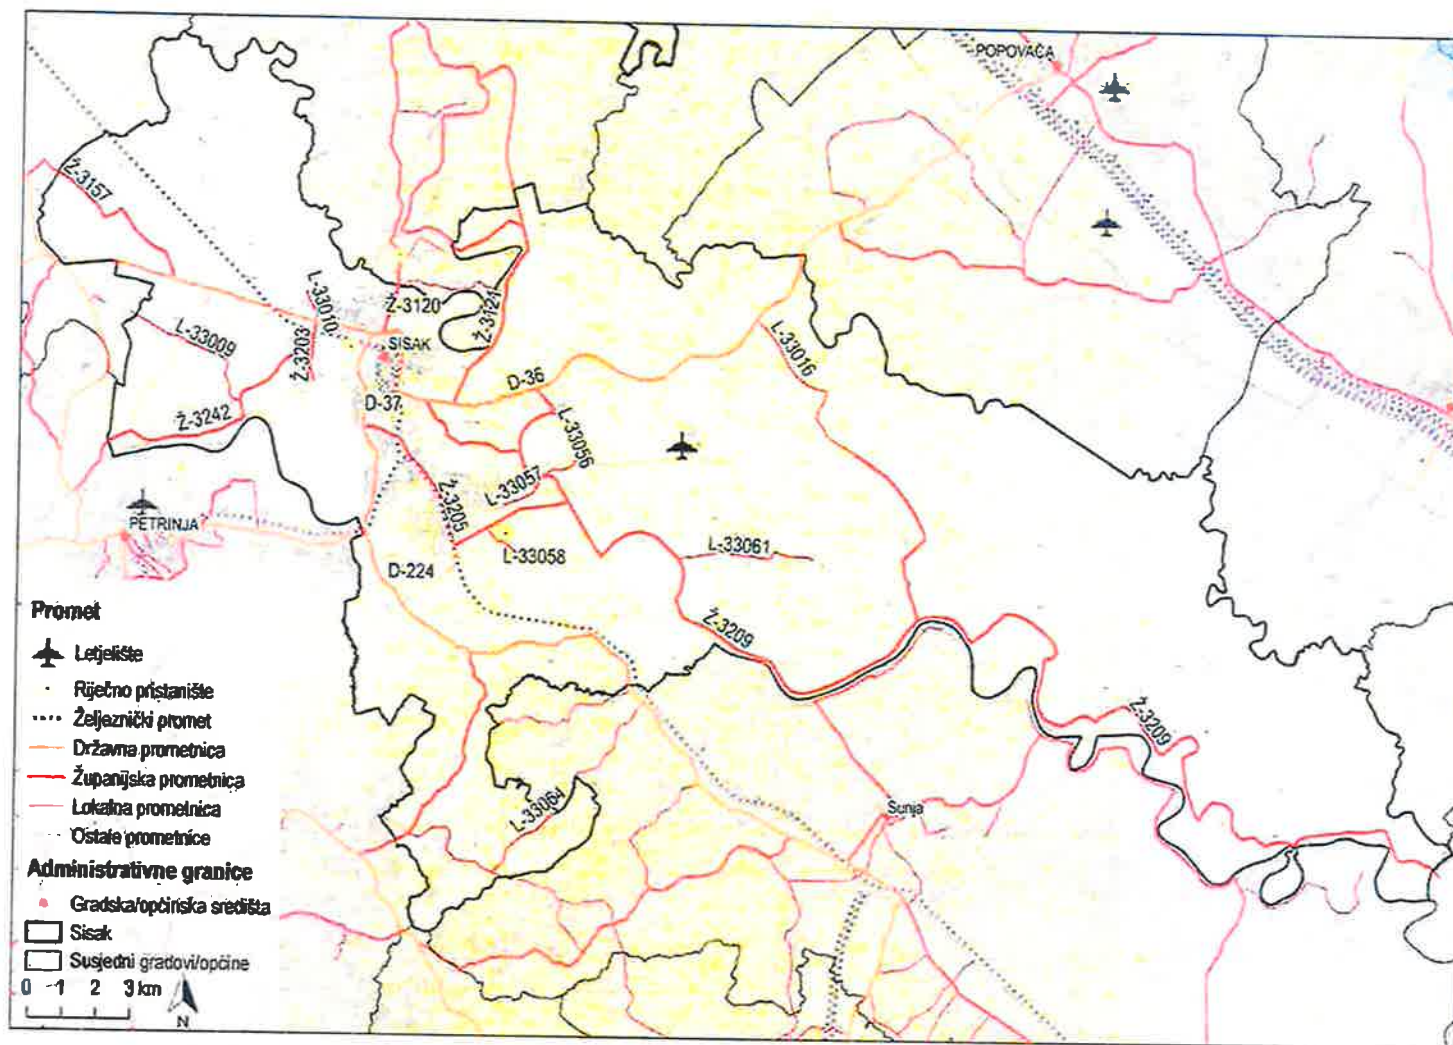 POPOVAČA
Ž-3157
L-33010
Ž-3120
Ž-3121
L-33009
Ž-3203
SISAK
L-33016
D-36
Ž-3242
D-37
L-33056
L-33057
Ž-3205
PETRINJA
L-33058
L-33061
D-224
Ž-3209
Ž-3209
L-33064
Sunja
Promet
Letjelište
Riječno pristanište
Željeznički promet
Državna prometnica
Županijska prometnica
Lokalna prometnica
Ostale prometnice
Administrativne granice
Gradska/općinska središta
Sisak
Susjedni gradovi/općine
0 1 2 3 km
N